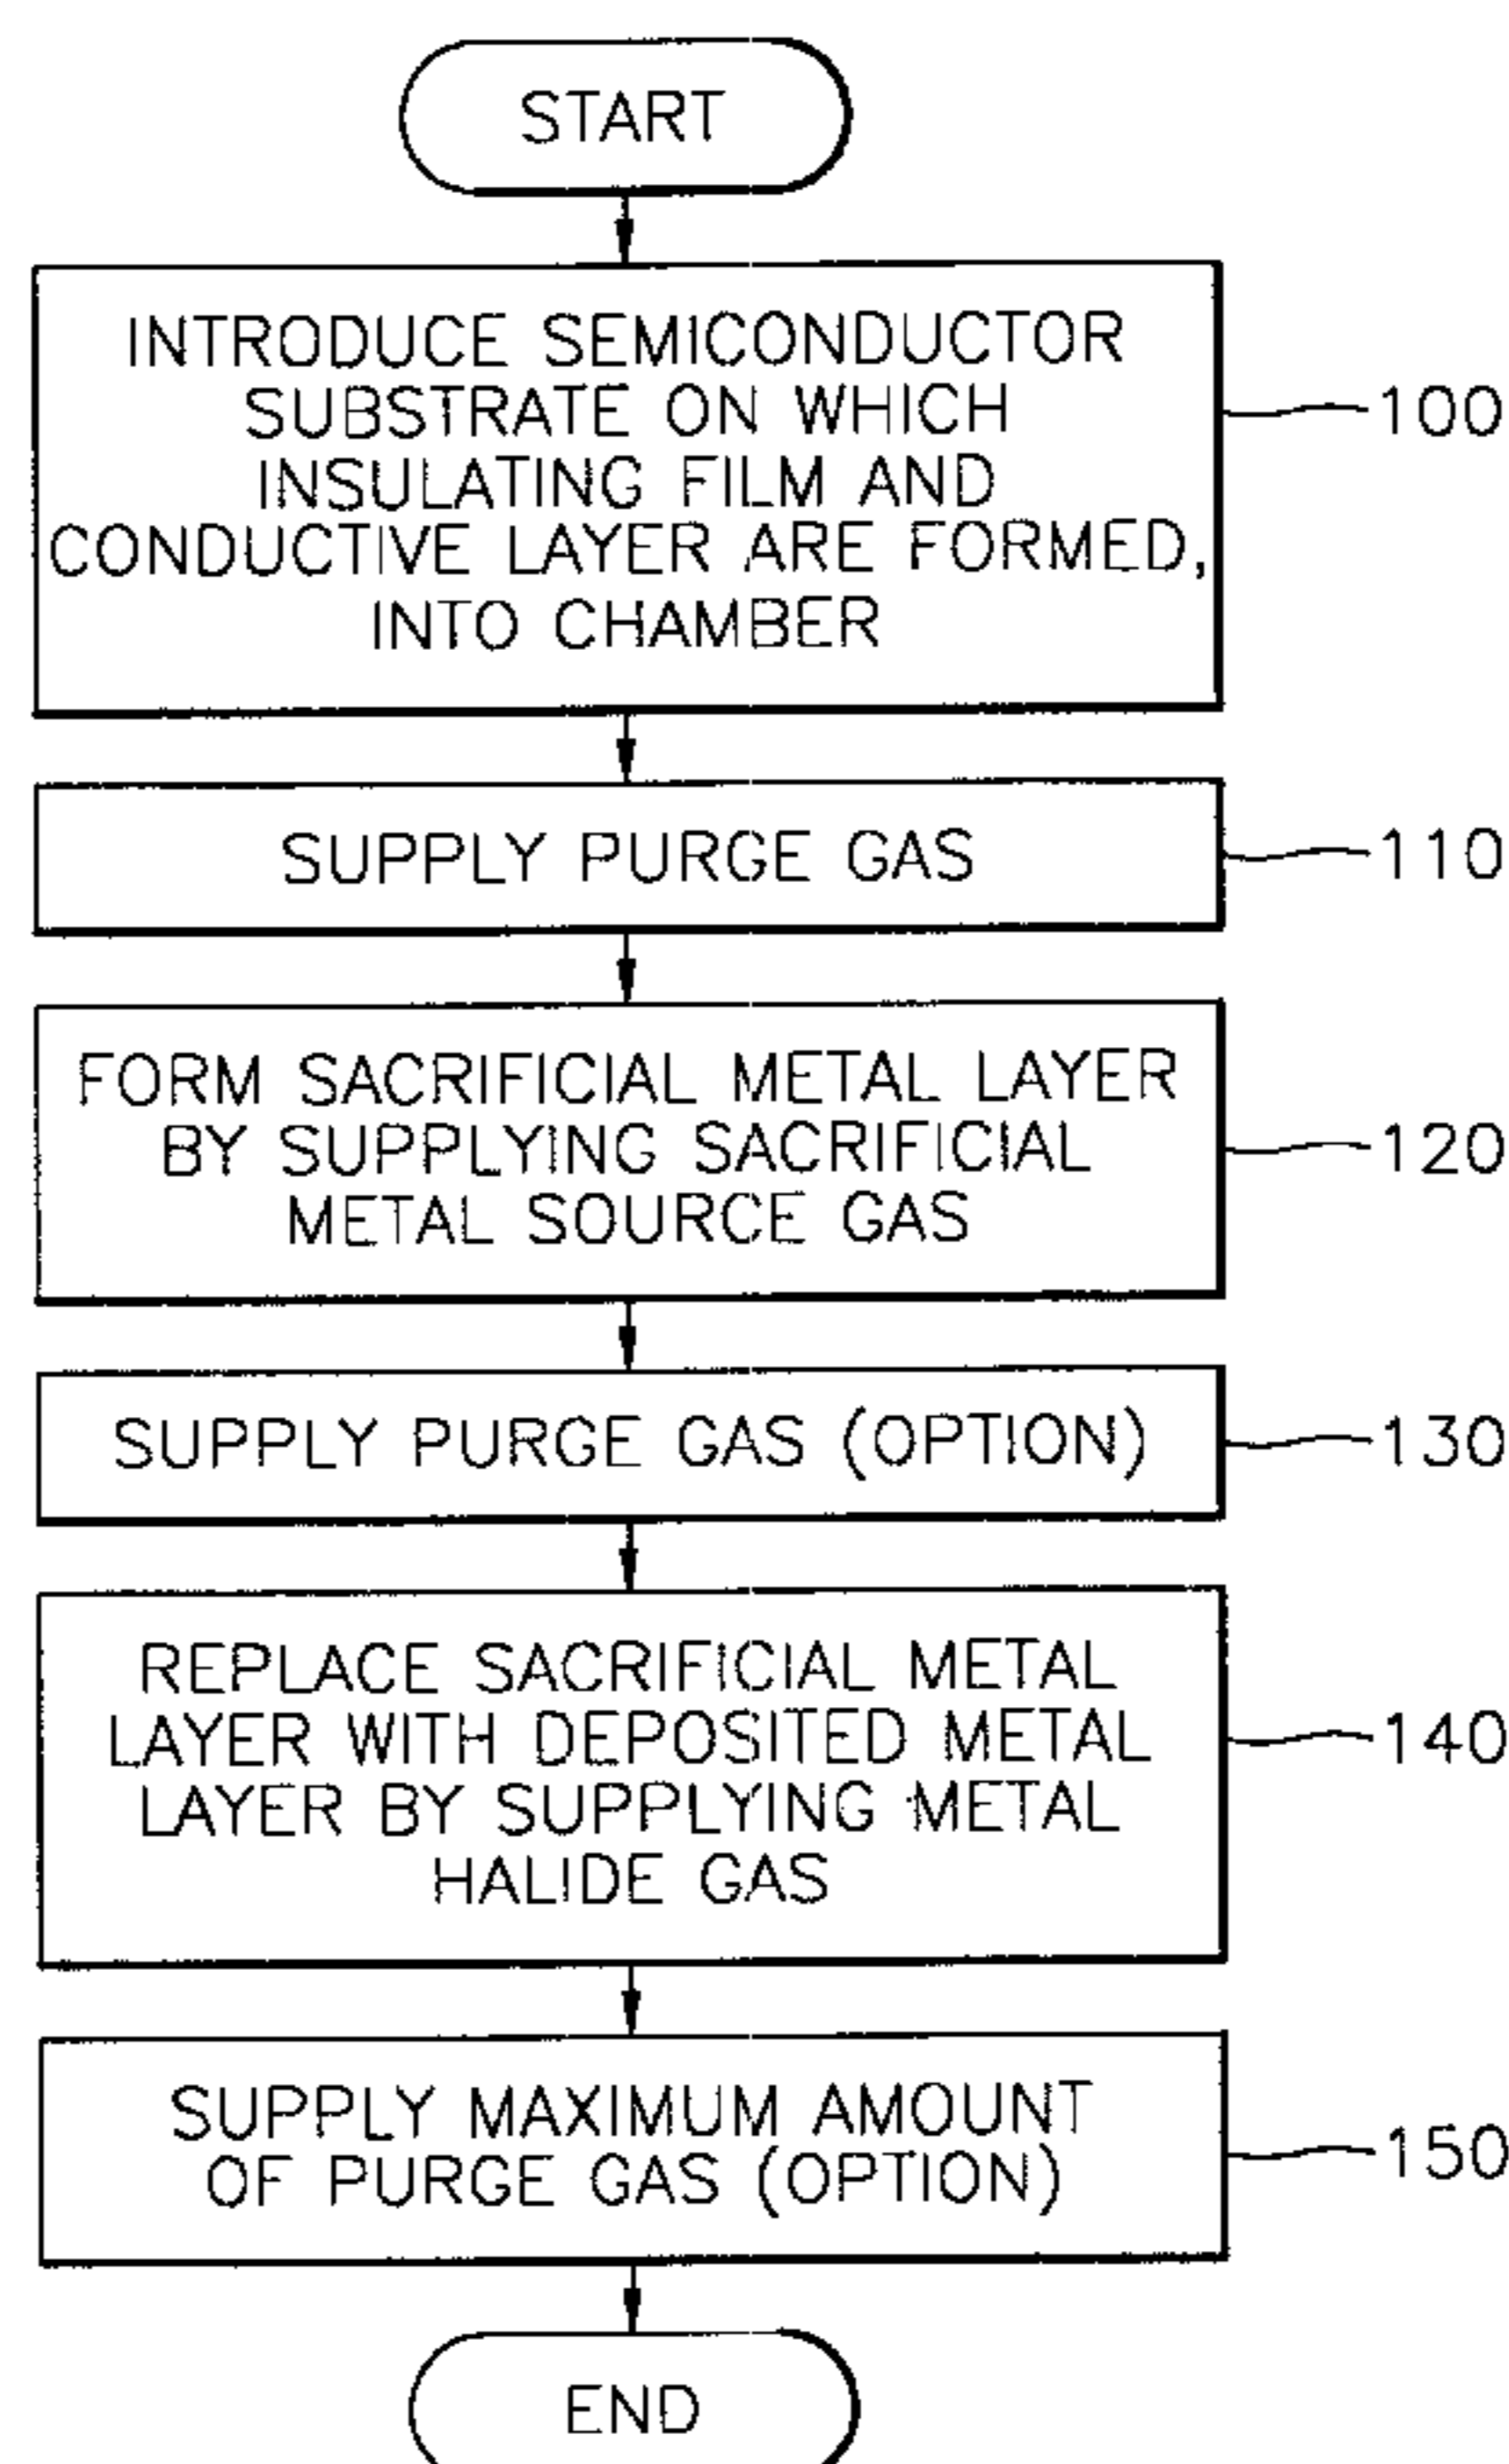 START
INTRODUCE SEMICONDUCTOR
SUBSTRATE ON WHICH
INSULATING FILM AND
CONDUCTIVE LAYER ARE FORMED,
INTO CHAMBER
100
SUPPLY PURGE GAS
110
FORM SACRIFICIAL METAL LAYER
BY SUPPLYING SACRIFICIAL
METAL SOURCE GAS
120
SUPPLY PURGE GAS (OPTION)
130
REPLACE SACRIFICIAL METAL
LAYER WITH DEPOSITED METAL
LAYER BY SUPPLYING METAL
HALIDE GAS
140
SUPPLY MAXIMUM AMOUNT
OF PURGE GAS (OPTION)
150
END